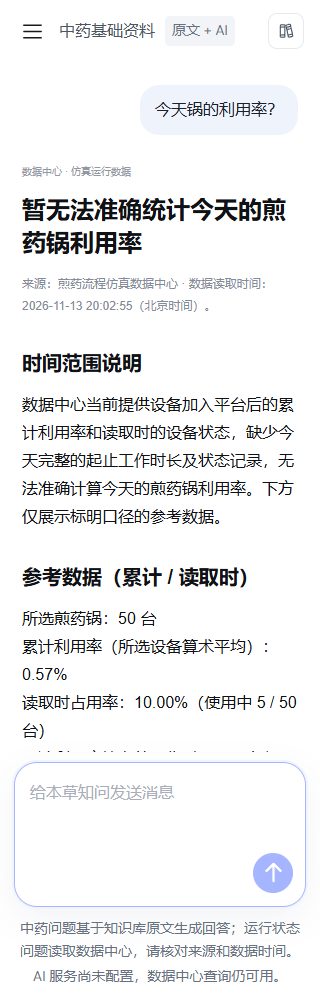 中药基础资料 原文 + AI
今天锅的利用率？
数据中心 · 仿真运行数据
暂无法准确统计今天的煎
药锅利用率
来源：煎药流程仿真数据中心 · 数据读取时间：
2026-11-13 20:02:55（北京时间）。
时间范围说明
数据中心当前提供设备加入平台后的累
计利用率和读取时的设备状态，缺少今
天完整的起止工作时长及状态记录，无
法准确计算今天的煎药锅利用率。下方
仅展示标明口径的参考数据。
参考数据（累计 / 读取时）
所选煎药锅：50 台
累计利用率（所选设备算术平均）：
0.57%
读取时占用率：10.00%（使用中 5 / 50
台）
给本草知问发送消息
中药问题基于知识库原文生成回答；运行状态
问题读取数据中心，请核对来源和数据时间。
AI 服务尚未配置，数据中心查询仍可用。